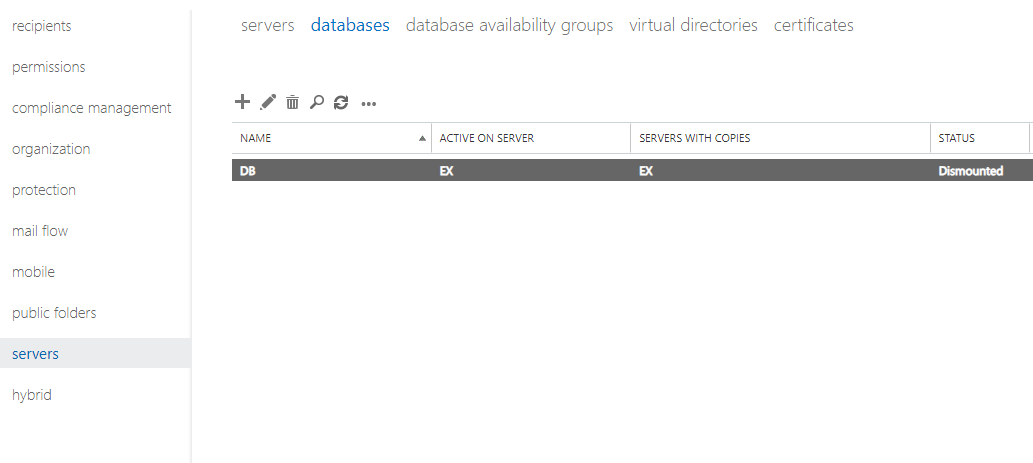 recipients
permissions
compliance management
organization
protection
mail flow
mobile
public folders
servers
hybrid
servers databases database availability groups virtual directories certificates
NAME ACTIVE ON SERVER SERVERS WITH COPIES STATUS
DB EX EX Dismounted